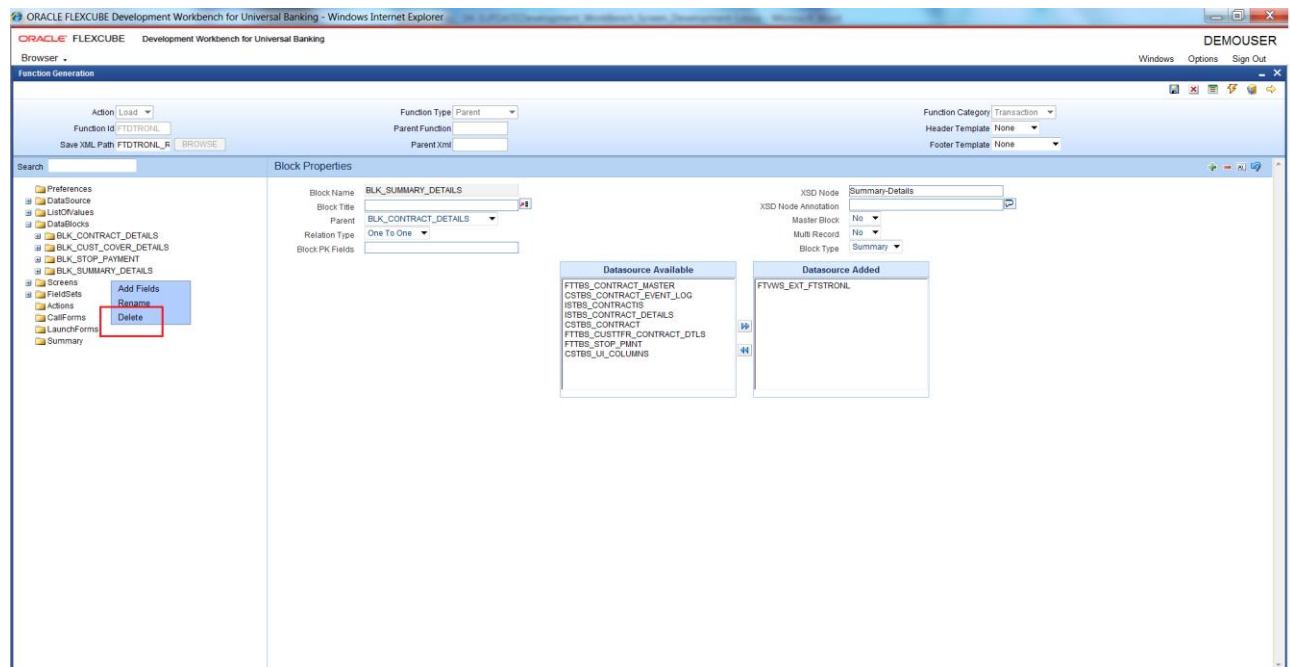 ORACLE FLEXCUBE Development Workbench for Universal Banking - Windows Internet Explorer
ORACLE FLEXCUBE Development Workbench for Universal Banking
DEMOUSER
Browser
Windows Options Sign Out
Function Generation
Action Load
Function Type Parent
Function Category Transaction
Function Id FTDTRONL
Parent Function
Header Template None
Save XML Path FTDTRONL_R BROWSE
Parent Xml
Footer Template None
Search
Block Properties
Preferences
DataSource
ListOfValues
DataBlocks
BLK_CONTRACT_DETAILS
BLK_CUST_COVER_DETAILS
BLK_STOP_PAYMENT
BLK_SUMMARY_DETAILS
Screens
FieldSets
Actions
CallForms
LaunchForms
Summary
Add Fields
Rename
Delete
Block Name BLK_SUMMARY_DETAILS
Block Title
Parent BLK_CONTRACT_DETAILS
Relation Type One To One
Block PK Fields
XSD Node Summary-Details
XSD Node Annotation
Master Block No
Multi Record No
Block Type Summary
Datasource Available
FTTBS_CONTRACT_MASTER
CSTBS_CONTRACT_EVENT_LOG
ISTBS_CONTRACTIS
ISTBS_CONTRACT_DETAILS
CSTBS_CONTRACT
FTTBS_CUSTTFR_CONTRACT_DTLS
FTTBS_STOP_PMNT
CSTBS_UI_COLUMNS
Datasource Added
FTVWS_EXT_FTSTRONL